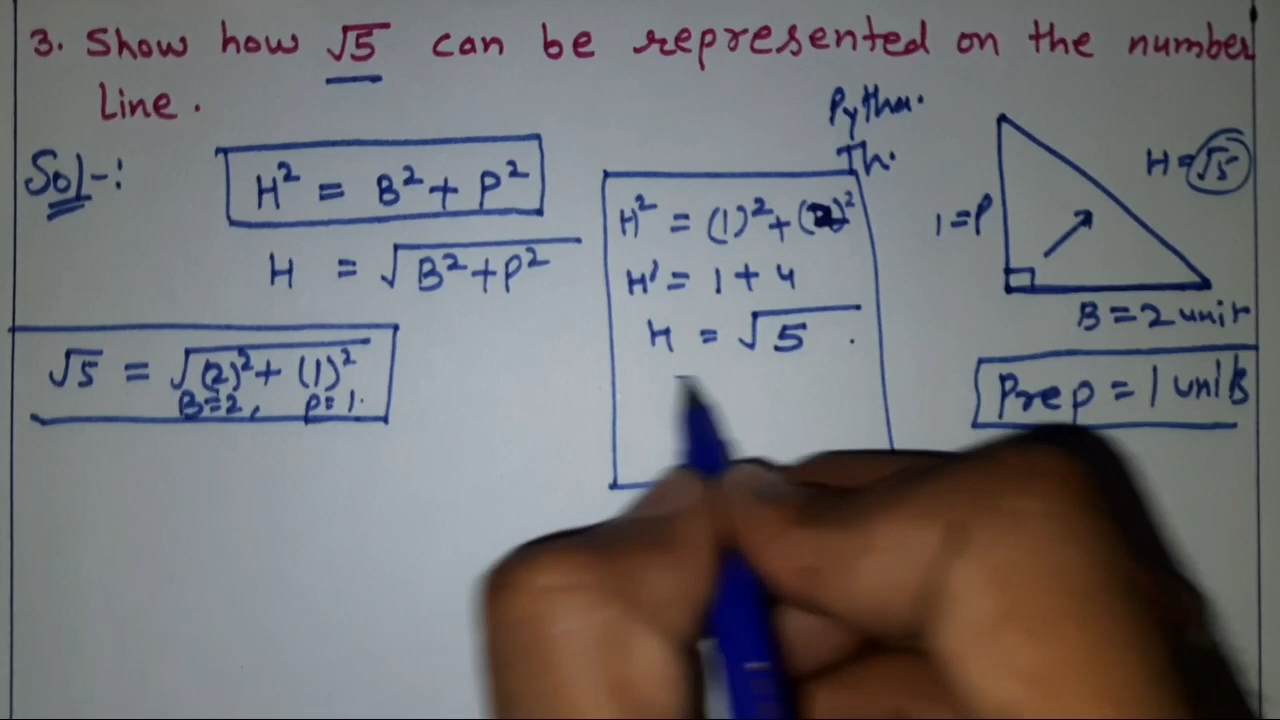 3. Show how √5 can be represented on the number
Line.
Sol-:
H² = B² + P²
H = √B²+P²
√5 = √(2)²+(1)²
B=2, P=1.
Pytha.
Th.
H² = (1)²+(2)²
H² = 1+4
H = √5 .
H=√5
1=P
B=2 unit
Prep = 1 unit